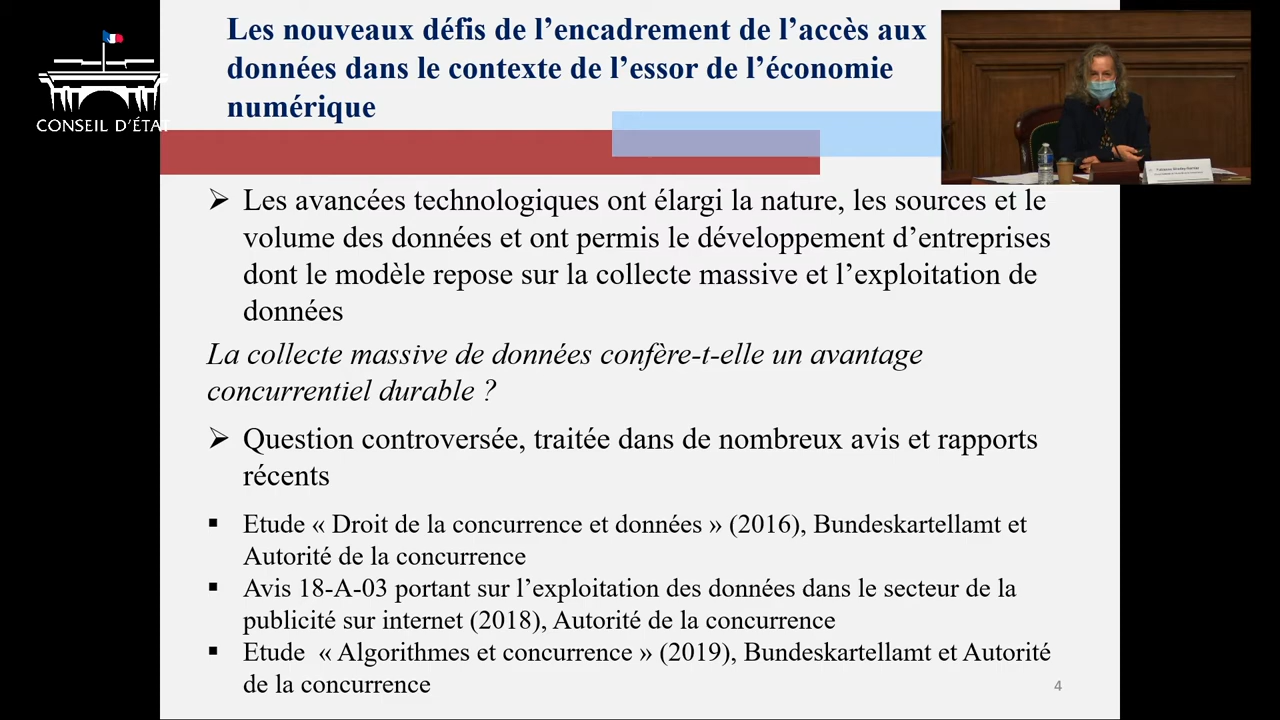 Les nouveaux défis de l’encadrement de l’accès aux
données dans le contexte de l’essor de l’économie
numérique
CONSEIL D’ÉTAT
➢ Les avancées technologiques ont élargi la nature, les sources et le
volume des données et ont permis le développement d’entreprises
dont le modèle repose sur la collecte massive et l’exploitation de
données
La collecte massive de données confère-t-elle un avantage
concurrentiel durable ?
➢ Question controversée, traitée dans de nombreux avis et rapports
récents
▪ Etude « Droit de la concurrence et données » (2016), Bundeskartellamt et
Autorité de la concurrence
▪ Avis 18-A-03 portant sur l’exploitation des données dans le secteur de la
publicité sur internet (2018), Autorité de la concurrence
▪ Etude « Algorithmes et concurrence » (2019), Bundeskartellamt et Autorité
de la concurrence
4